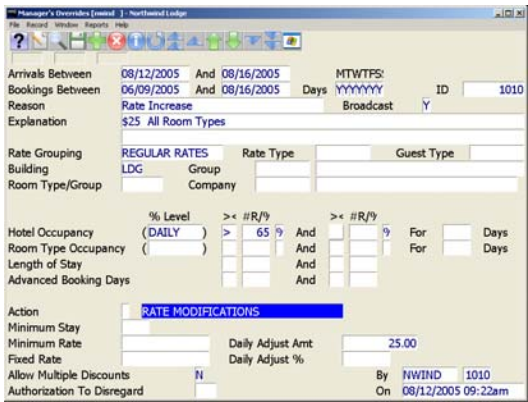 Manager's Overrides [nwind ] - Northwind Lodge
File Record Window Reports Help
Arrivals Between 08/12/2005 And 08/16/2005 MTWTFS:
Bookings Between 06/09/2005 And 08/16/2005 Days YYYYYYY ID 1010
Reason Rate Increase Broadcast Y
Explanation $25 All Room Types
Rate Grouping REGULAR RATES Rate Type Guest Type
Building LDG Group
Room Type/Group Company
% Level >< #R/% >< #R/%
Hotel Occupancy (DAILY ) > 65 % And % For Days
Room Type Occupancy ( ) And For Days
Length of Stay And
Advanced Booking Days And
Action RATE MODIFICATIONS
Minimum Stay
Minimum Rate Daily Adjust Amt 25.00
Fixed Rate Daily Adjust %
Allow Multiple Discounts N By NWIND 1010
Authorization To Disregard On 08/12/2005 09:22am